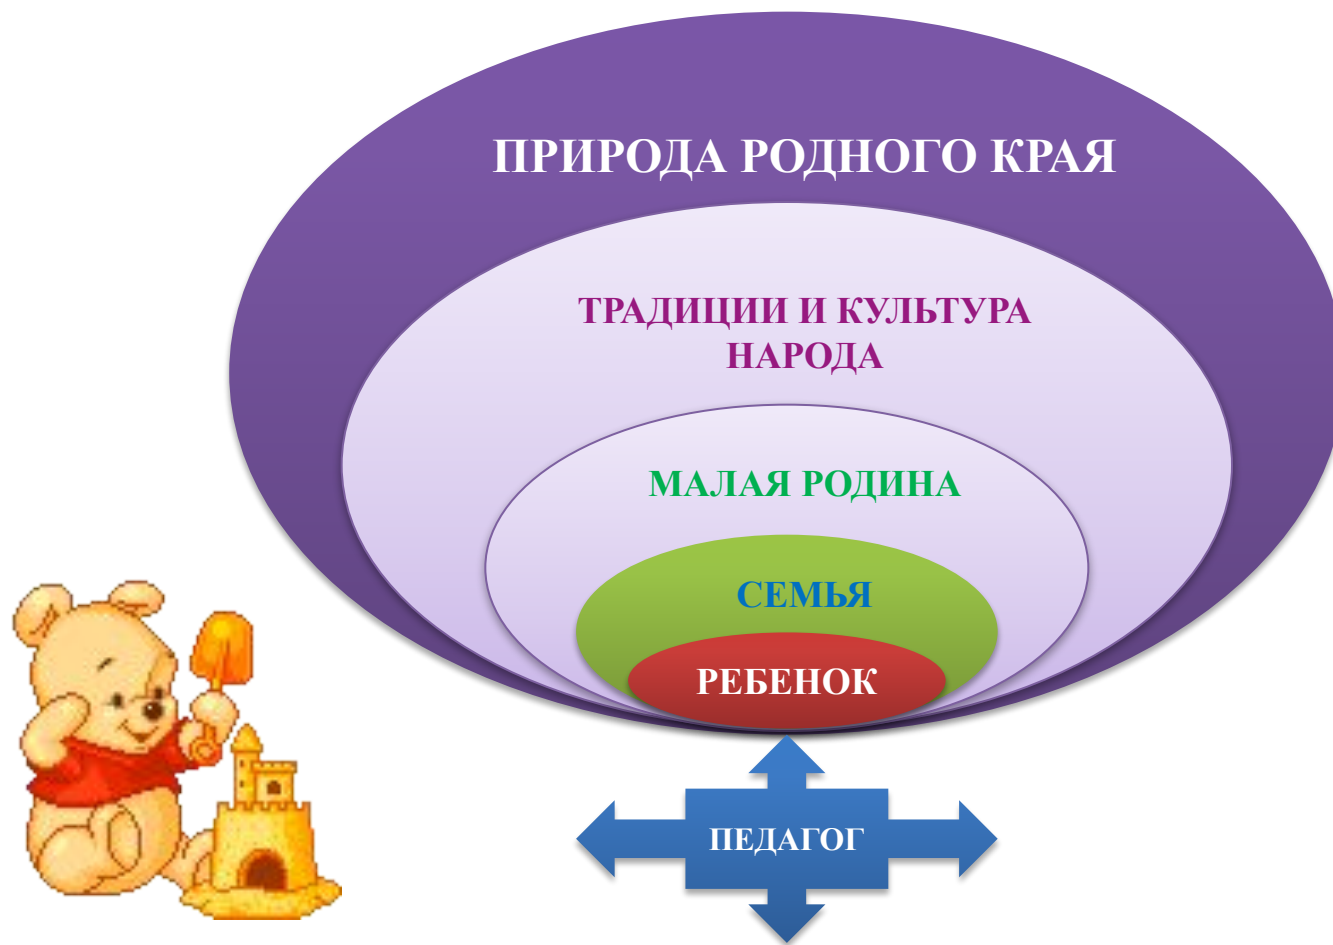 ПРИРОДА РОДНОГО КРАЯ
ТРАДИЦИИ И КУЛЬТУРА
НАРОДА
МАЛАЯ РОДИНА
СЕМЬЯ
РЕБЕНОК
ПЕДАГОГ